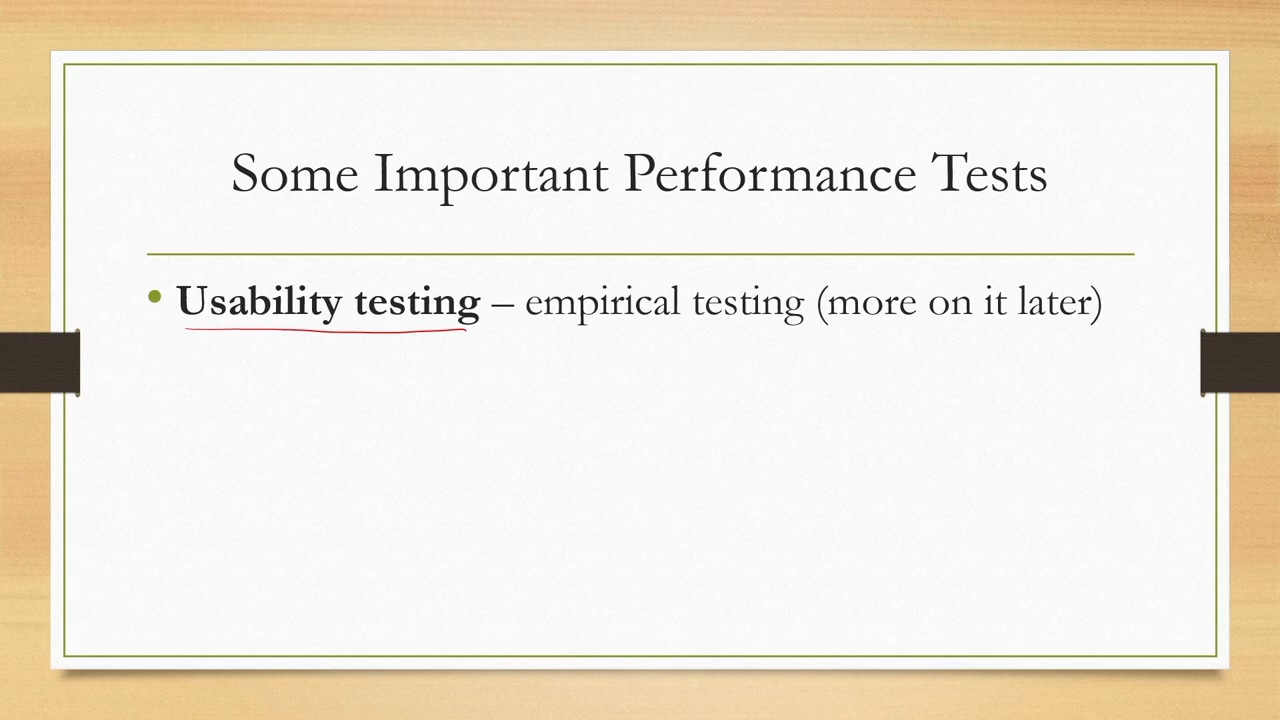 Some Important Performance Tests
• Usability testing – empirical testing (more on it later)